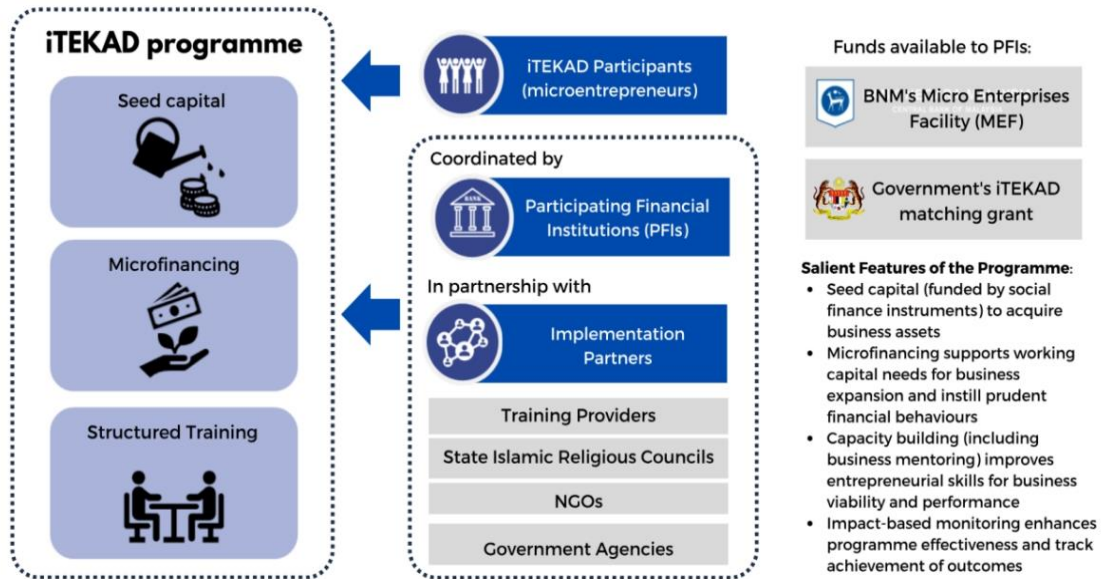 iTEKAD programme
Seed capital
Microfinancing
Structured Training
iTEKAD Participants
(microentrepreneurs)
Coordinated by
BANK
Participating Financial
Institutions (PFIs)
In partnership with
Implementation
Partners
Training Providers
State Islamic Religious Councils
NGOs
Government Agencies
Funds available to PFIs:
BNM's Micro Enterprises
Facility (MEF)
CENTRAL BANK OF MALAYSIA
Government's iTEKAD
matching grant
Salient Features of the Programme:
• Seed capital (funded by social
finance instruments) to acquire
business assets
• Microfinancing supports working
capital needs for business
expansion and instill prudent
financial behaviours
• Capacity building (including
business mentoring) improves
entrepreneurial skills for business
viability and performance
• Impact-based monitoring enhances
programme effectiveness and track
achievement of outcomes